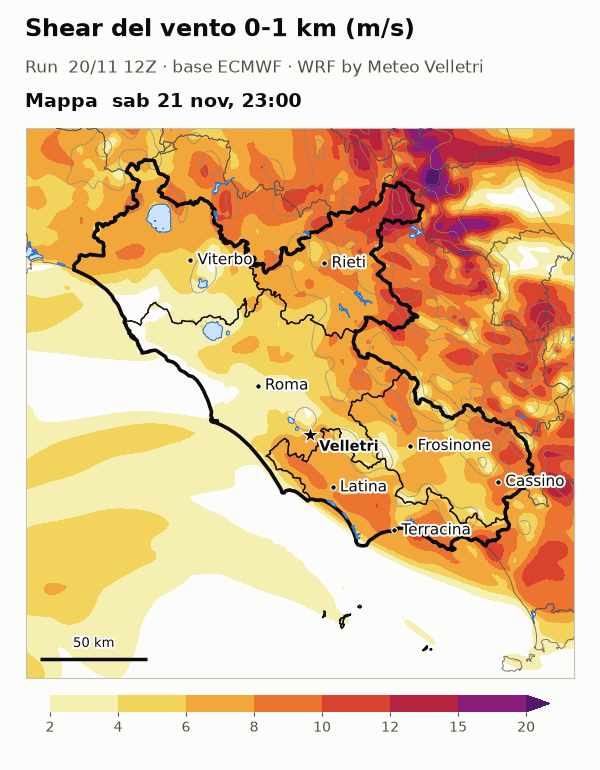 Shear del vento 0-1 km (m/s)
Run  20/11 12Z · base ECMWF · WRF by Meteo Velletri
Mappa  sab 21 nov, 23:00
Viterbo
Rieti
Roma
Velletri
Frosinone
Latina
Cassino
Terracina
50 km
2 4 6 8 10 12 15 20